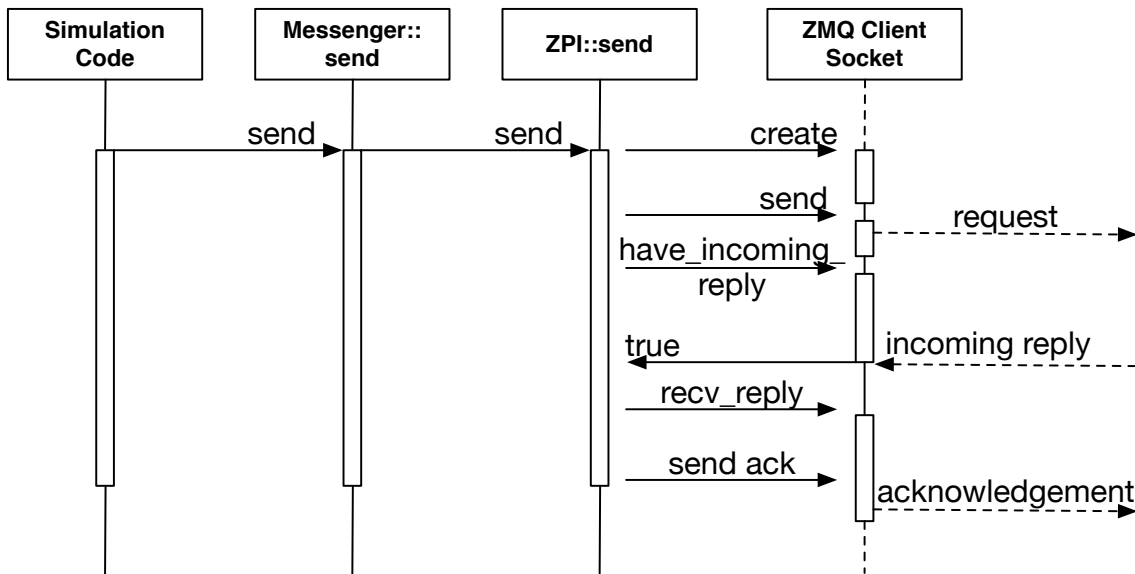 Simulation
Code
Messenger::
send
ZPI::send
ZMQ Client
Socket
send
send
create
send
request
have_incoming_
reply
true
incoming reply
recv_reply
send ack
acknowledgement